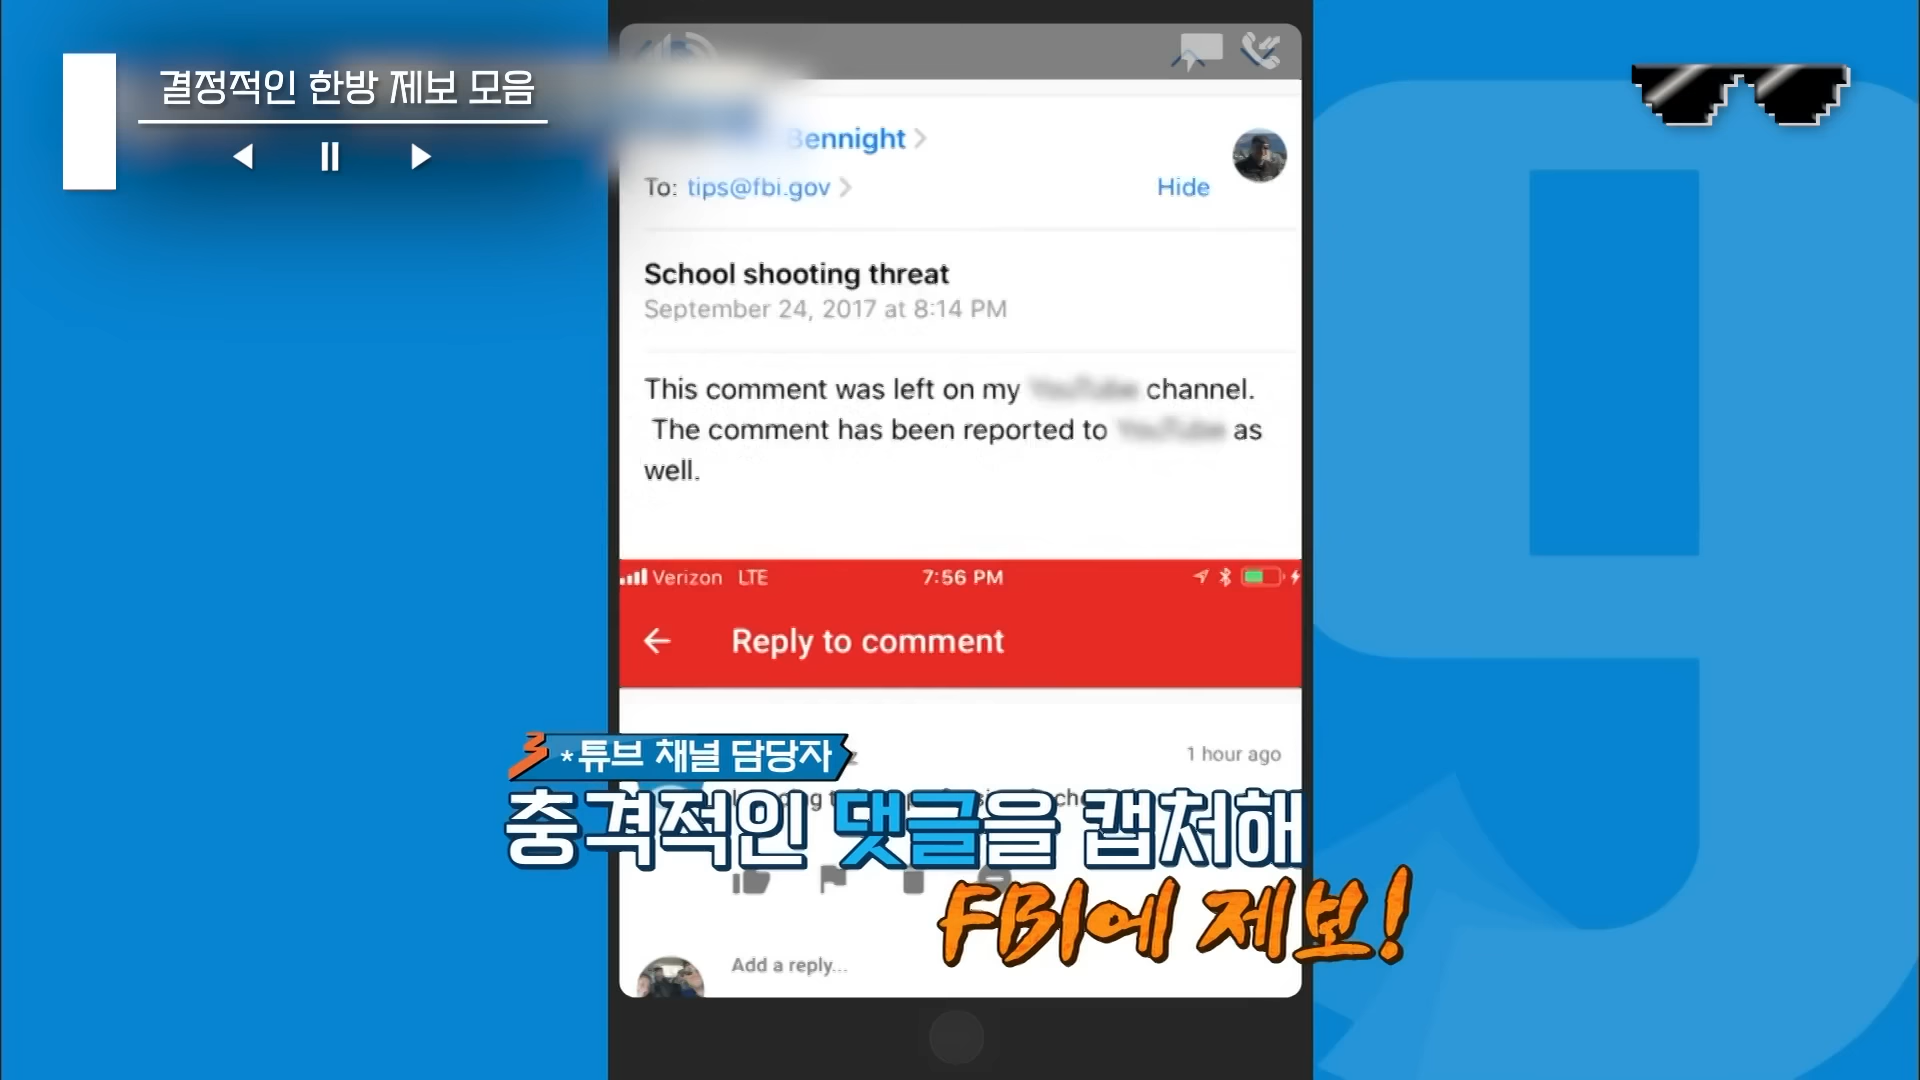 결정적인 한방 제보 모음
Bennight
To: tips@fbi.gov
Hide
School shooting threat
September 24, 2017 at 8:14 PM
This comment was left on my channel.
The comment has been reported to as
well.
Verizon LTE 7:56 PM
Reply to comment
*튜브 채널 담당자
1 hour ago
충격적인 댓글을 캡처해
FBI에 제보!
Add a reply...